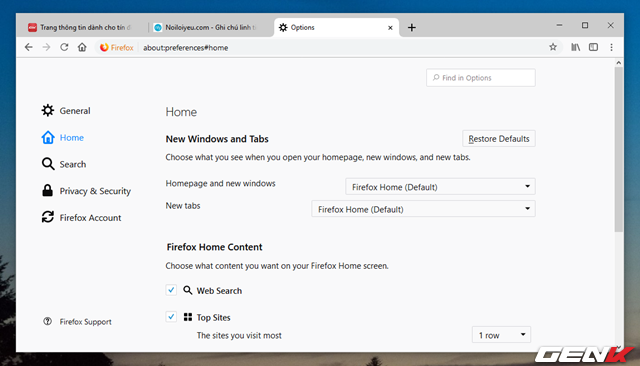 Trang thông tin dành cho tín đ
Noiloiyeu.com - Ghi chú linh t
Options
Firefox
about:preferences#home
Find in Options
General
Home
Search
Privacy & Security
Firefox Account
Firefox Support
Home
New Windows and Tabs
Restore Defaults
Choose what you see when you open your homepage, new windows, and new tabs.
Homepage and new windows
Firefox Home (Default)
New tabs
Firefox Home (Default)
Firefox Home Content
Choose what content you want on your Firefox Home screen.
Web Search
Top Sites
The sites you visit most
1 row
GENK